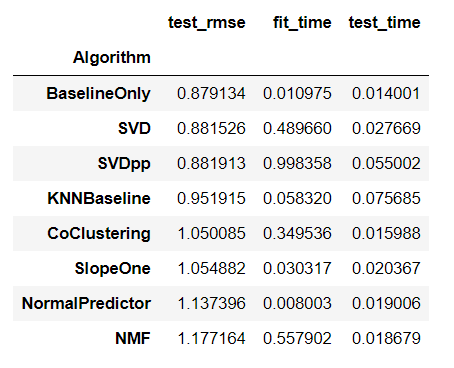 test_rmse fit_time test_time
Algorithm
BaselineOnly 0.879134 0.010975 0.014001
SVD 0.881526 0.489660 0.027669
SVDpp 0.881913 0.998358 0.055002
KNNBaseline 0.951915 0.058320 0.075685
CoClustering 1.050085 0.349536 0.015988
SlopeOne 1.054882 0.030317 0.020367
NormalPredictor 1.137396 0.008003 0.019006
NMF 1.177164 0.557902 0.018679